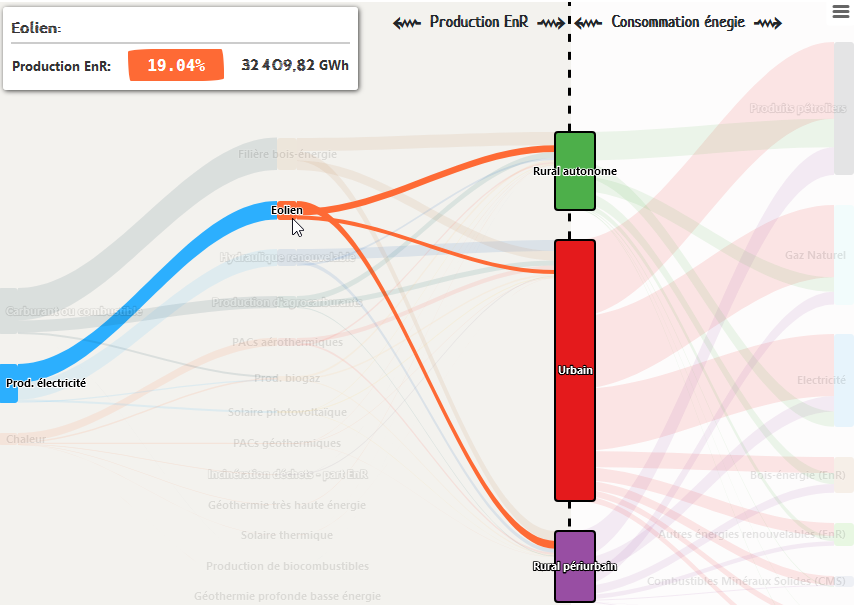 Eolien:
Production EnR: 19.04% 32 409,82 GWh
Production EnR
Consommation énegie
Produits pétroliers
Filière bois-énergie
Rural autonome
Eolien
Hydraulique renouvelable
Gaz Naturel
Carburant ou combustible
Production d'agrocarburants
PACs aérothermiques
Urbain
Prod. biogaz
Electricité
Prod. électricité
Solaire photovoltaïque
Chaleur
PACs géothermiques
Incinération déchets - part EnR
Bois-énergie (EnR)
Géothermie très haute énergie
Solaire thermique
Autres énergies renouvelables (EnR)
Production de biocombustibles
Rural périurbain
Combustibles Minéraux Solides (CMS)
Géothermie profonde basse énergie